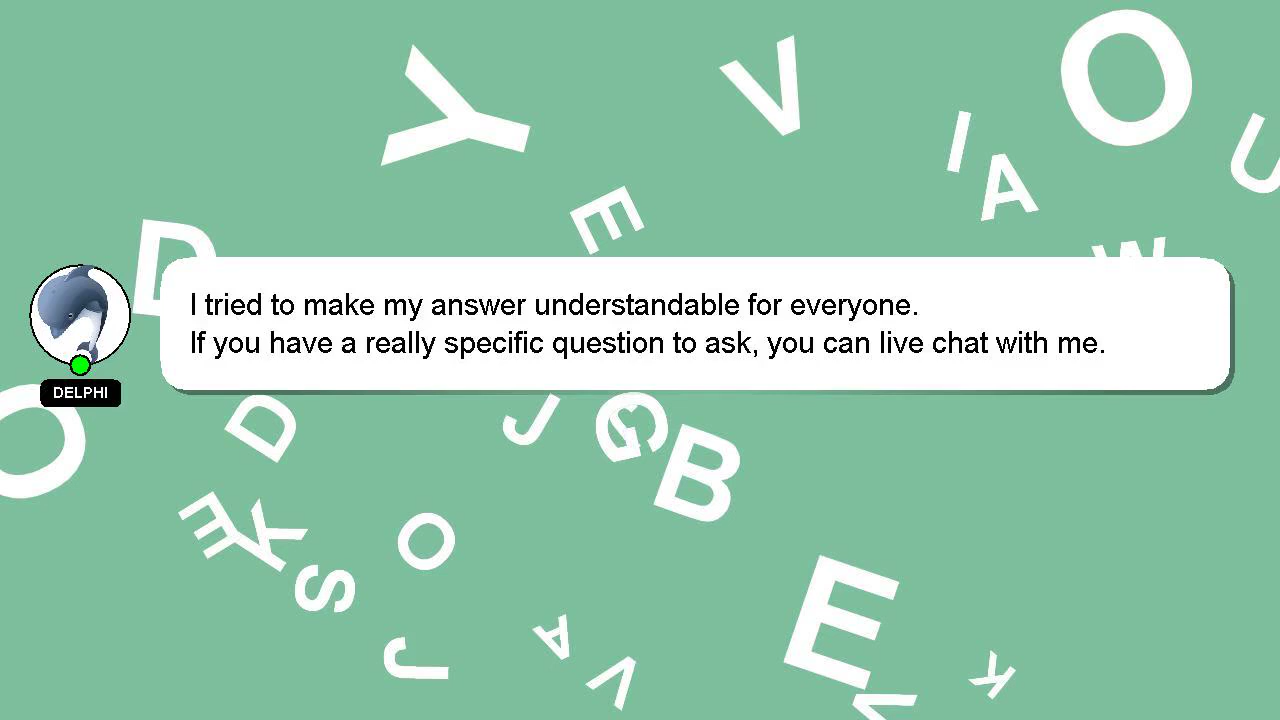 Y
V
O
I
A
U
E
D
W
I tried to make my answer understandable for everyone.
If you have a really specific question to ask, you can live chat with me.
DELPHI
O
D
J
G
B
E
K
O
S
E
A
J
V
K
V